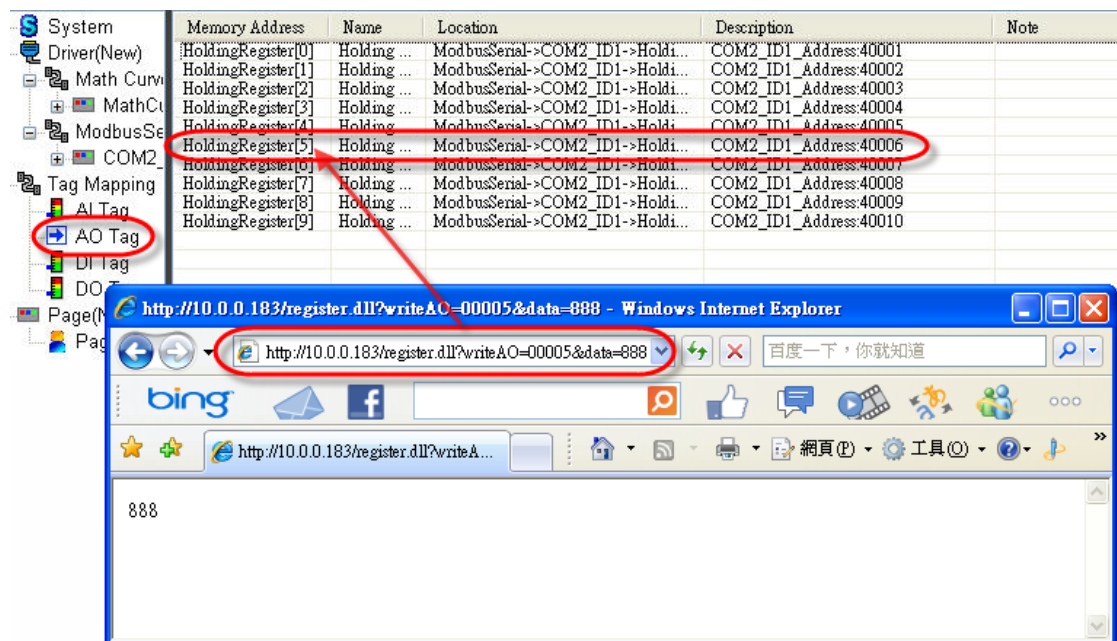 System
Driver(New)
Math Curv
MathCu
ModbusSe
COM2_
Tag Mapping
AI Tag
AO Tag
DI Tag
DO T
Page(N
Pag
Memory Address Name Location Description Note
HoldingRegister[0] Holding ... ModbusSerial->COM2_ID1->Holdi... COM2_ID1_Address:40001
HoldingRegister[1] Holding ... ModbusSerial->COM2_ID1->Holdi... COM2_ID1_Address:40002
HoldingRegister[2] Holding ... ModbusSerial->COM2_ID1->Holdi... COM2_ID1_Address:40003
HoldingRegister[3] Holding ... ModbusSerial->COM2_ID1->Holdi... COM2_ID1_Address:40004
HoldingRegister[4] Holding ... ModbusSerial->COM2_ID1->Holdi... COM2_ID1_Address:40005
HoldingRegister[5] Holding ... ModbusSerial->COM2_ID1->Holdi... COM2_ID1_Address:40006
HoldingRegister[6] Holding ... ModbusSerial->COM2_ID1->Holdi... COM2_ID1_Address:40007
HoldingRegister[7] Holding ... ModbusSerial->COM2_ID1->Holdi... COM2_ID1_Address:40008
HoldingRegister[8] Holding ... ModbusSerial->COM2_ID1->Holdi... COM2_ID1_Address:40009
HoldingRegister[9] Holding ... ModbusSerial->COM2_ID1->Holdi... COM2_ID1_Address:40010
http://10.0.0.183/register.dll?writeAO=00005&data=888 - Windows Internet Explorer
http://10.0.0.183/register.dll?writeAO=00005&data=888 百度一下，你就知道
bing
http://10.0.0.183/register.dll?writeA... 網頁(P) 工具(O)
888